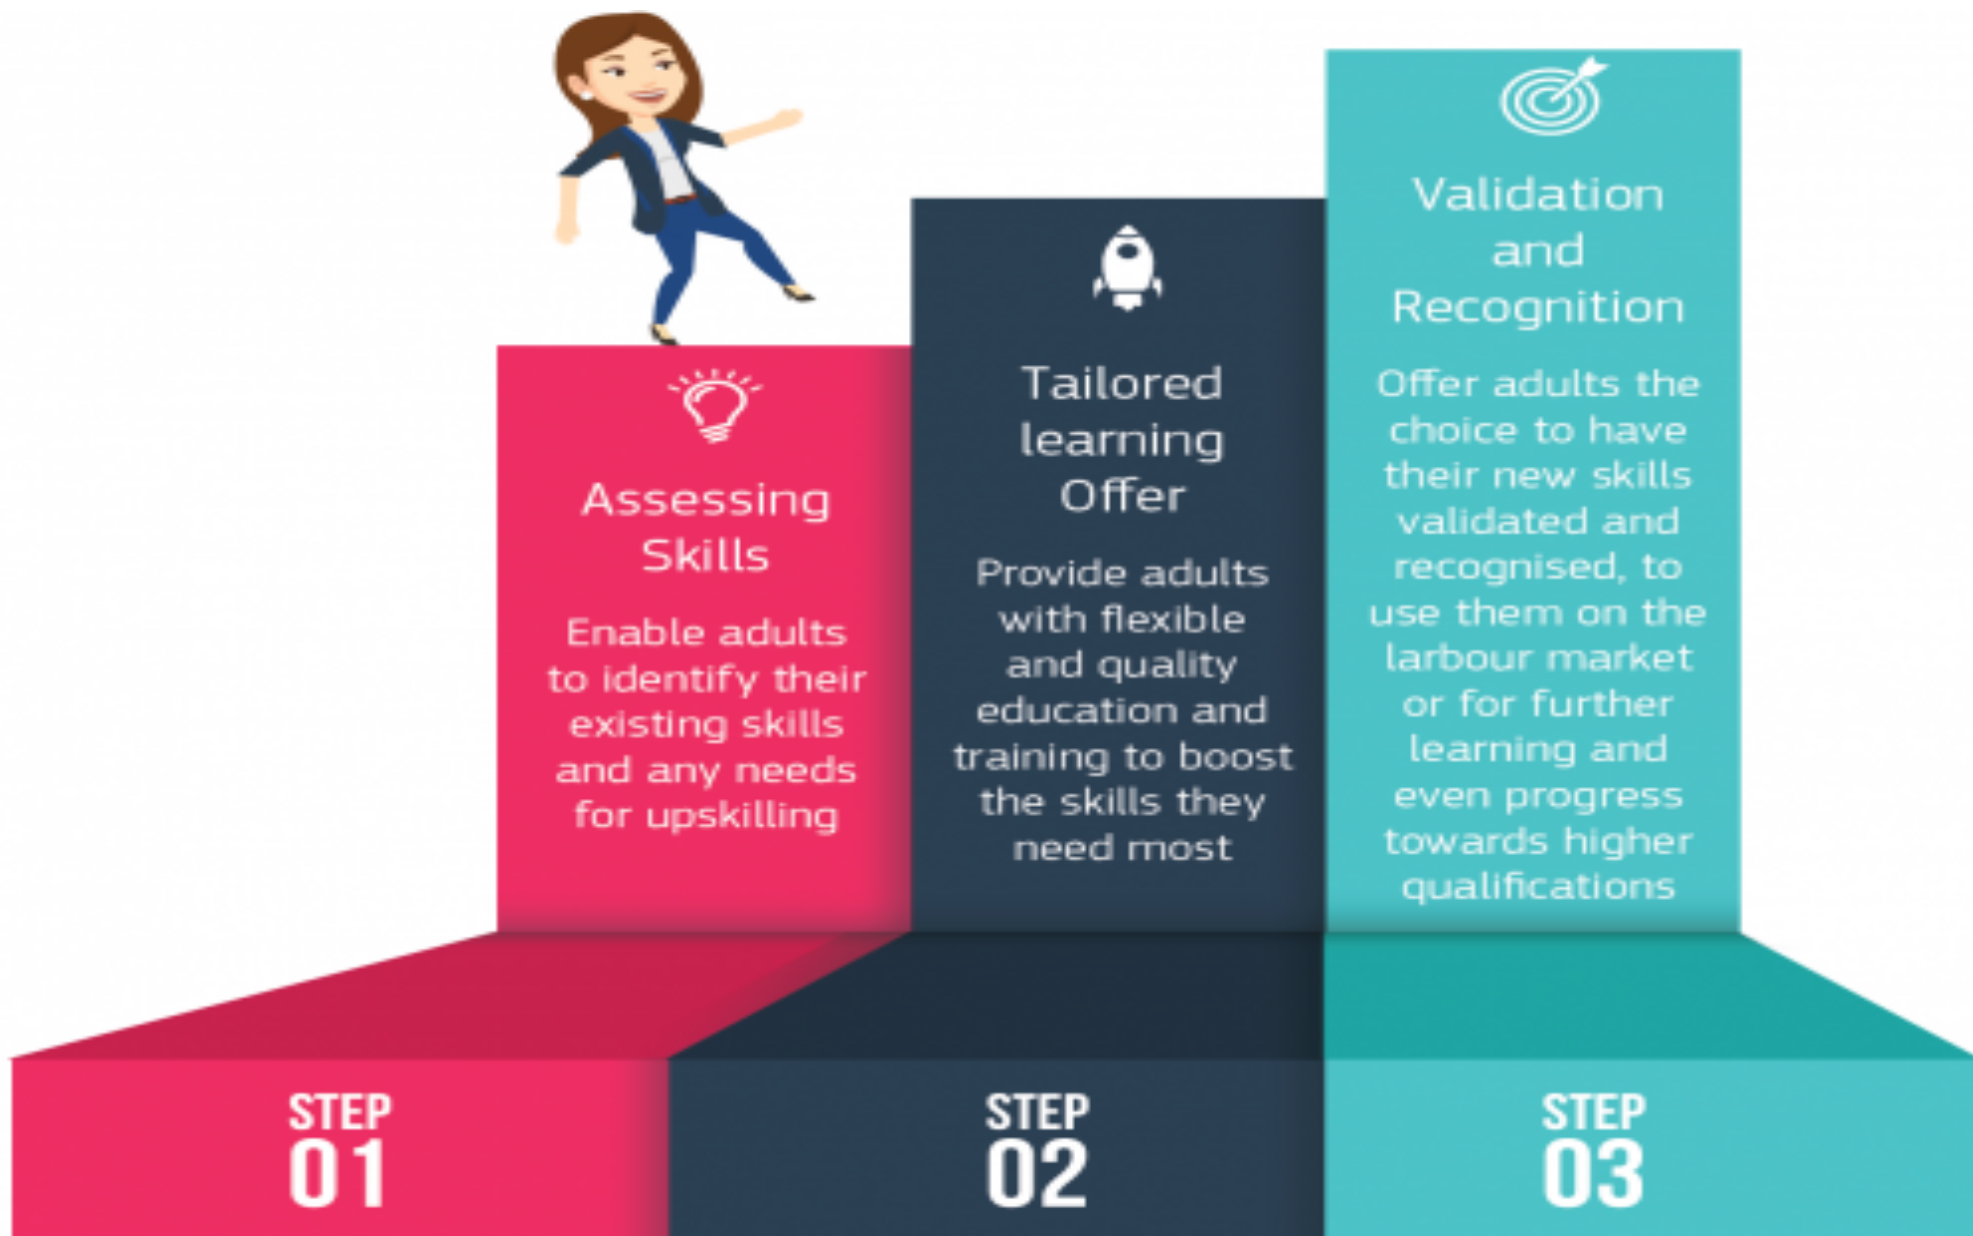 Assessing
Skills
Enable adults
to identify their
existing skills
and any needs
for upskilling
Tailored
learning
Offer
Provide adults
with flexible
and quality
education and
training to boost
the skills they
need most
Validation
and
Recognition
Offer adults the
choice to have
their new skills
validated and
recognised, to
use them on the
larbour market
or for further
learning and
even progress
towards higher
qualifications
STEP
01
STEP
02
STEP
03